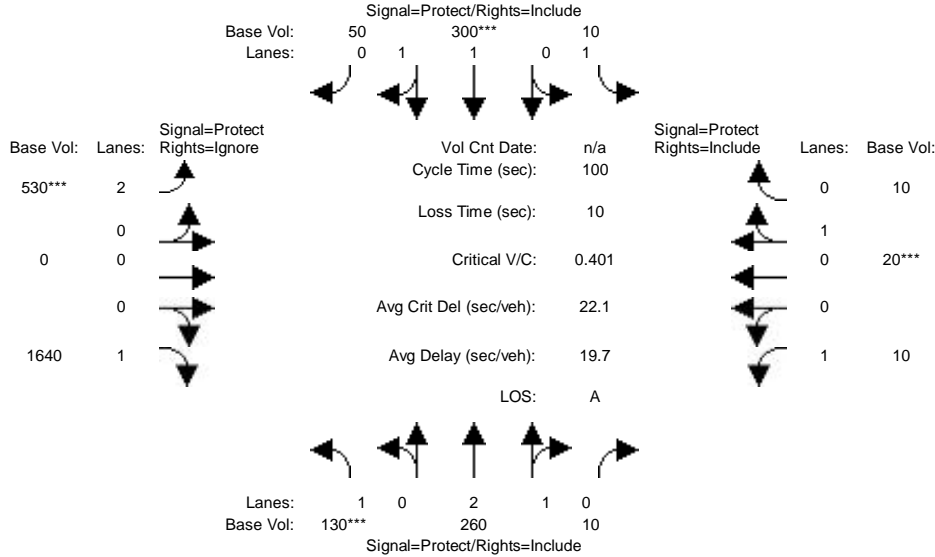 Signal=Protect/Rights=Include
Base Vol: 50 300*** 10
Lanes: 0 1 1 0 1
Signal=Protect
Base Vol: Lanes: Rights=Ignore
Vol Cnt Date: n/a
Signal=Protect
Rights=Include Lanes: Base Vol:
Cycle Time (sec): 100
530*** 2
0 10
Loss Time (sec): 10
0
1
0 0
Critical V/C: 0.401
0 20***
0
Avg Crit Del (sec/veh): 22.1
0
1640 1
Avg Delay (sec/veh): 19.7
1 10
LOS: A
Lanes: 1 0 2 1 0
Base Vol: 130*** 260 10
Signal=Protect/Rights=Include